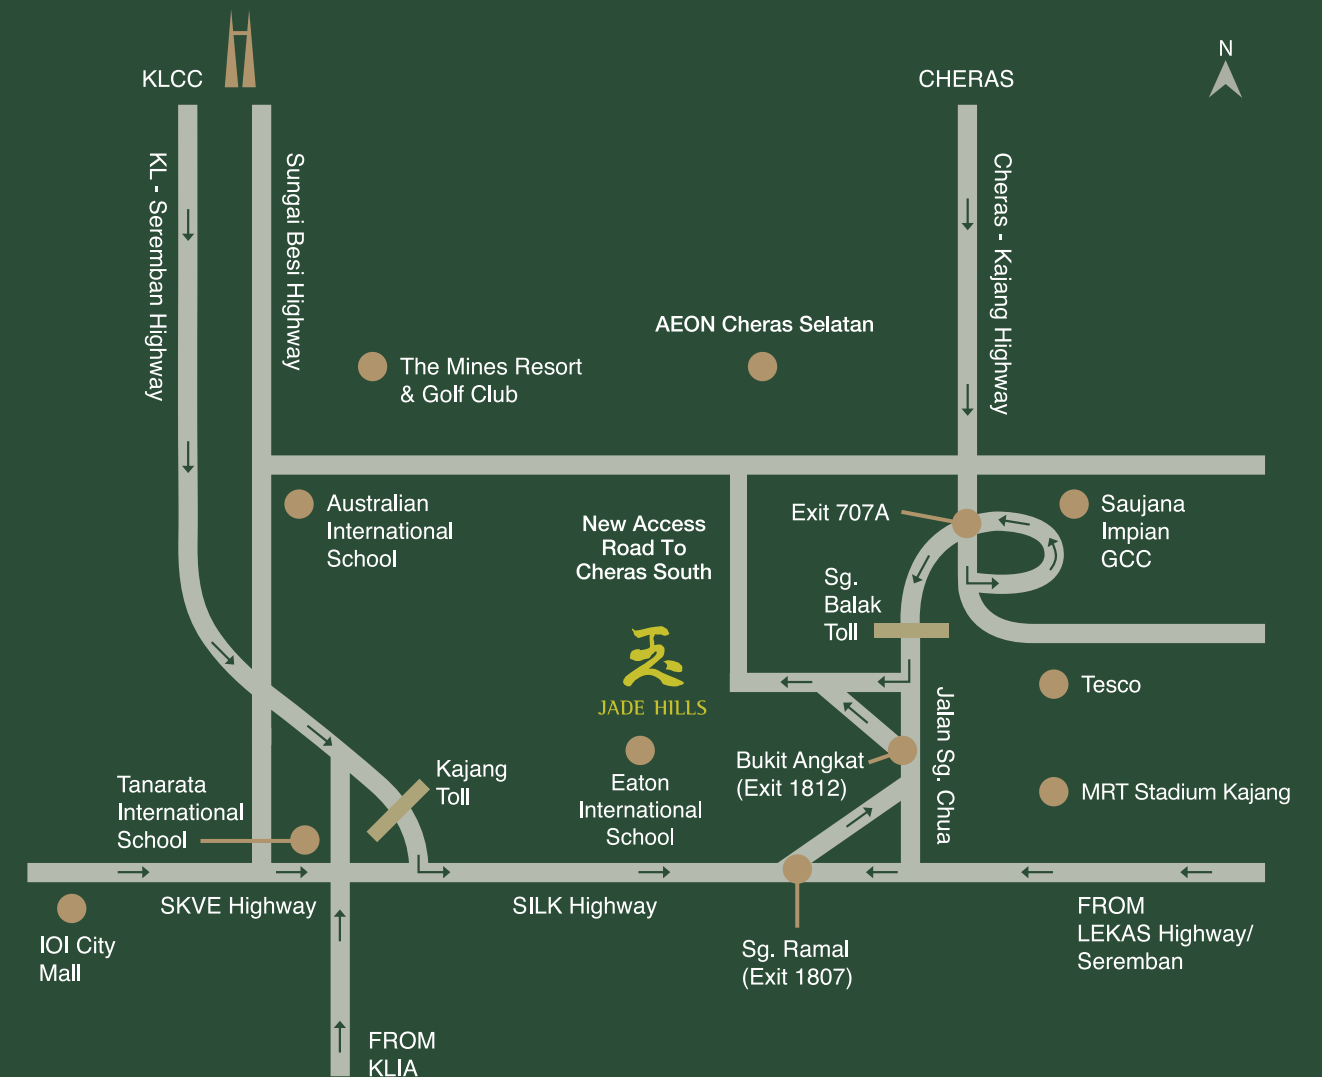 N
KLCC
CHERAS
KL - Seremban Highway
Sungai Besi Highway
Cheras - Kajang Highway
AEON Cheras Selatan
The Mines Resort
& Golf Club
Australian
International
School
New Access
Road To
Cheras South
Exit 707A
Saujana
Impian
GCC
Sg.
Balak
Toll
玉
JADE HILLS
Tesco
Jalan Sg. Chua
Bukit Angkat
(Exit 1812)
MRT Stadium Kajang
Kajang
Toll
Eaton
International
School
Tanarata
International
School
SKVE Highway
SILK Highway
FROM
LEKAS Highway/
Seremban
IOI City
Mall
Sg. Ramal
(Exit 1807)
FROM
KLIA